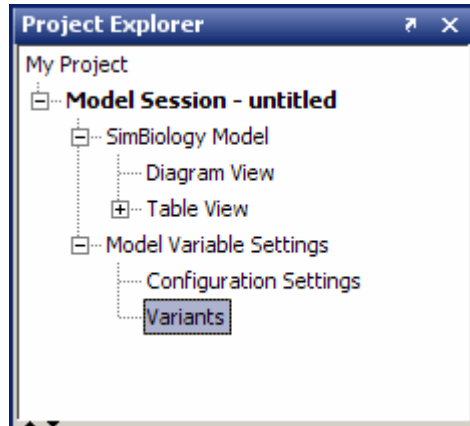 Project Explorer
My Project
Model Session - untitled
SimBiology Model
Diagram View
Table View
Model Variable Settings
Configuration Settings
Variants